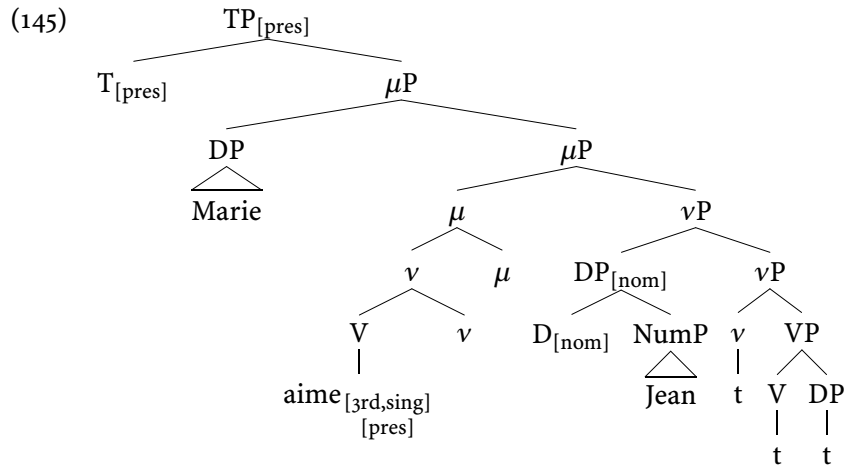 (145) TP[pres]
T[pres] μP
DP μP
Marie
μ νP
ν μ DP[nom] νP
V ν D[nom] NumP ν VP
aime[3rd,sing] Jean t V DP
[pres]
t t